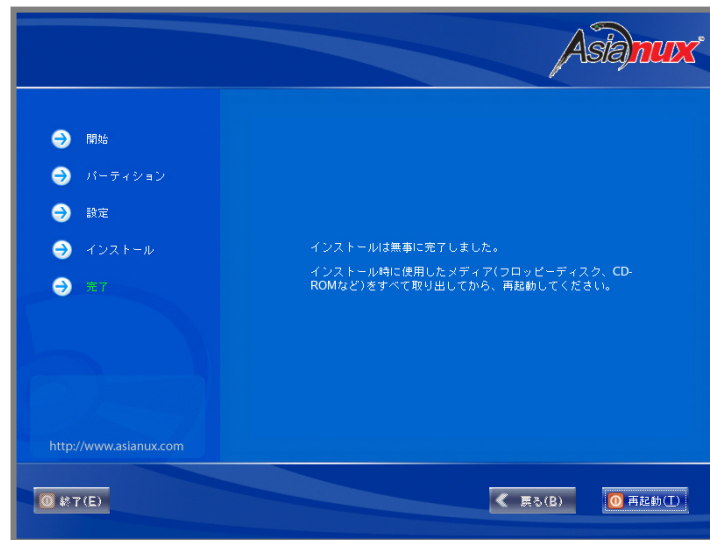 Asianux
開始
パーティション
設定
インストール
完了
インストールは無事に完了しました。
インストール時に使用したメディア(フロッピーディスク、CD-
ROMなど)をすべて取り出してから、再起動してください。
http://www.asianux.com
終了(E)
戻る(B)
再起動(T)